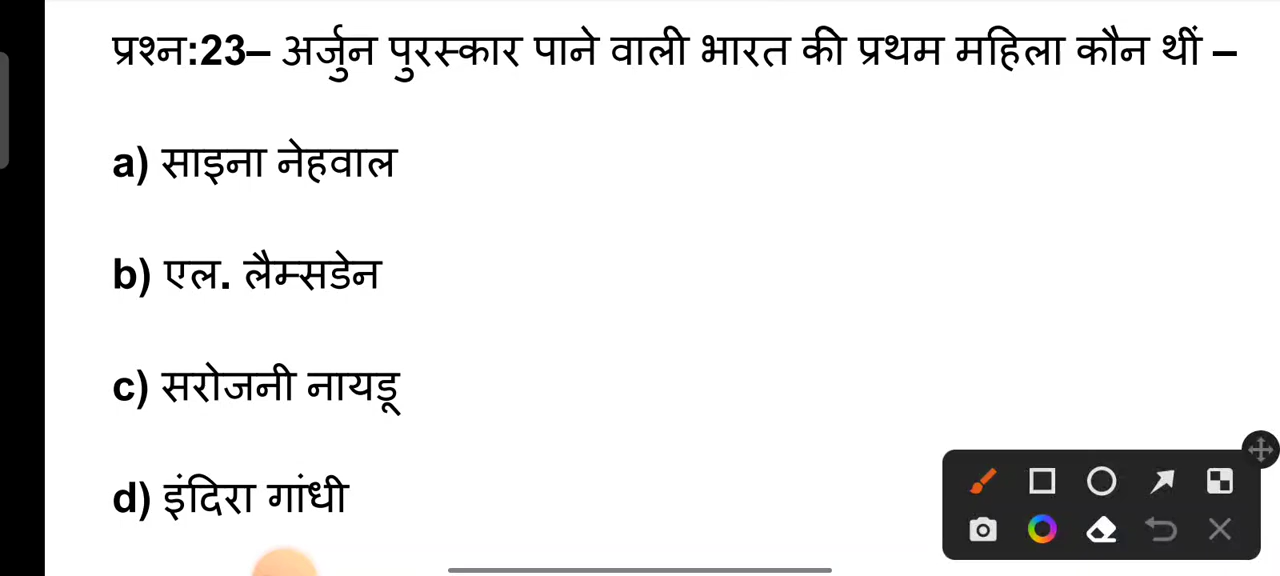 प्रश्न:23– अर्जुन पुरस्कार पाने वाली भारत की प्रथम महिला कौन थीं –
a) साइना नेहवाल
b) एल. लैम्सडेन
c) सरोजनी नायडू
d) इंदिरा गांधी